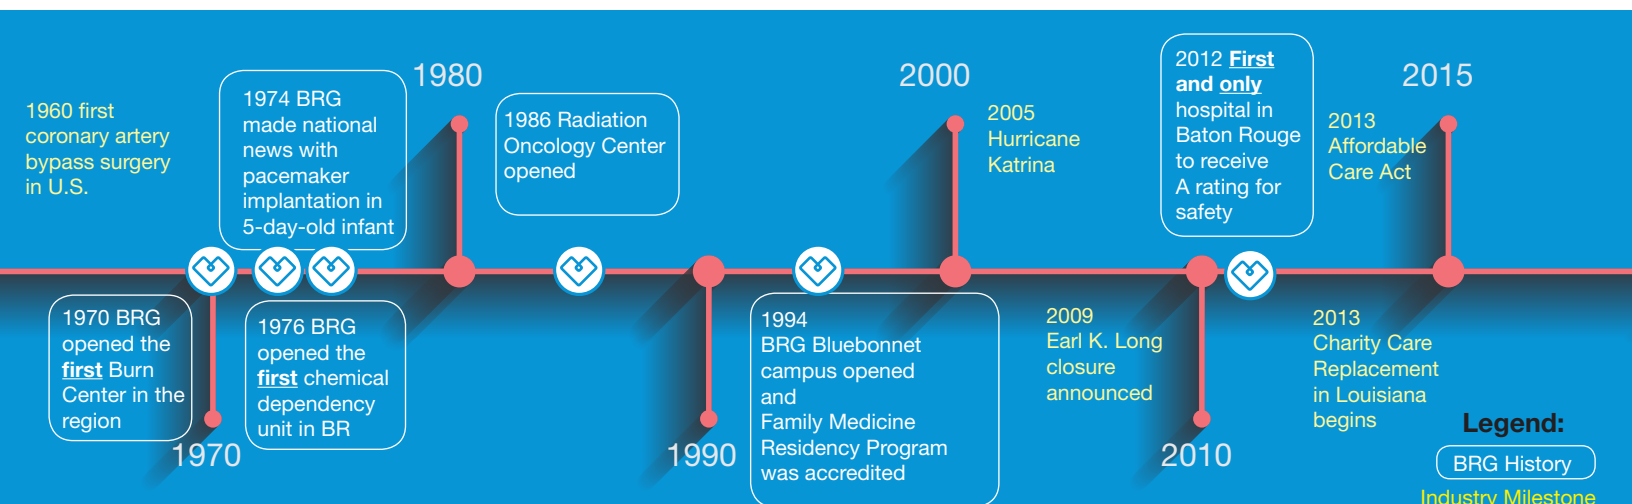 1960 first
coronary artery
bypass surgery
in U.S.
1970 BRG
opened the
first Burn
Center in the
region
1970
1974 BRG
made national
news with
pacemaker
implantation in
5-day-old infant
1976 BRG
opened the
first chemical
dependency
unit in BR
1980
1986 Radiation
Oncology Center
opened
1990
1994
BRG Bluebonnet
campus opened
and
Family Medicine
Residency Program
was accredited
2000
2005
Hurricane
Katrina
2009
Earl K. Long
closure
announced
2010
2012 First
and only
hospital in
Baton Rouge
to receive
A rating for
safety
2013
Affordable
Care Act
2013
Charity Care
Replacement
in Louisiana
begins
2015
Legend:
BRG History
Industry Milestone